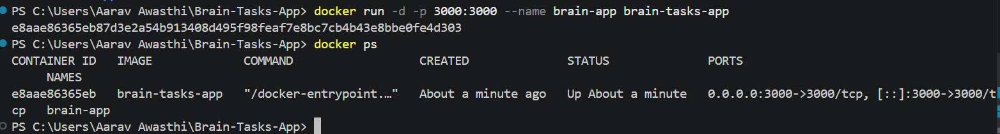 PS C:\Users\Aarav Awasthi\Brain-Tasks-App> docker run -d -p 3000:3000 --name brain-app brain-tasks-app
e8aae86365eb87d3e2a54b913408d495f98feaf7e8bc7cb4b43e8bbe0fe4d303
PS C:\Users\Aarav Awasthi\Brain-Tasks-App> docker ps
CONTAINER ID   IMAGE             COMMAND                  CREATED              STATUS              PORTS
     NAMES
e8aae86365eb   brain-tasks-app   "/docker-entrypoint.…"   About a minute ago   Up About a minute   0.0.0.0:3000->3000/tcp, [::]:3000->3000/t
cp   brain-app
PS C:\Users\Aarav Awasthi\Brain-Tasks-App>